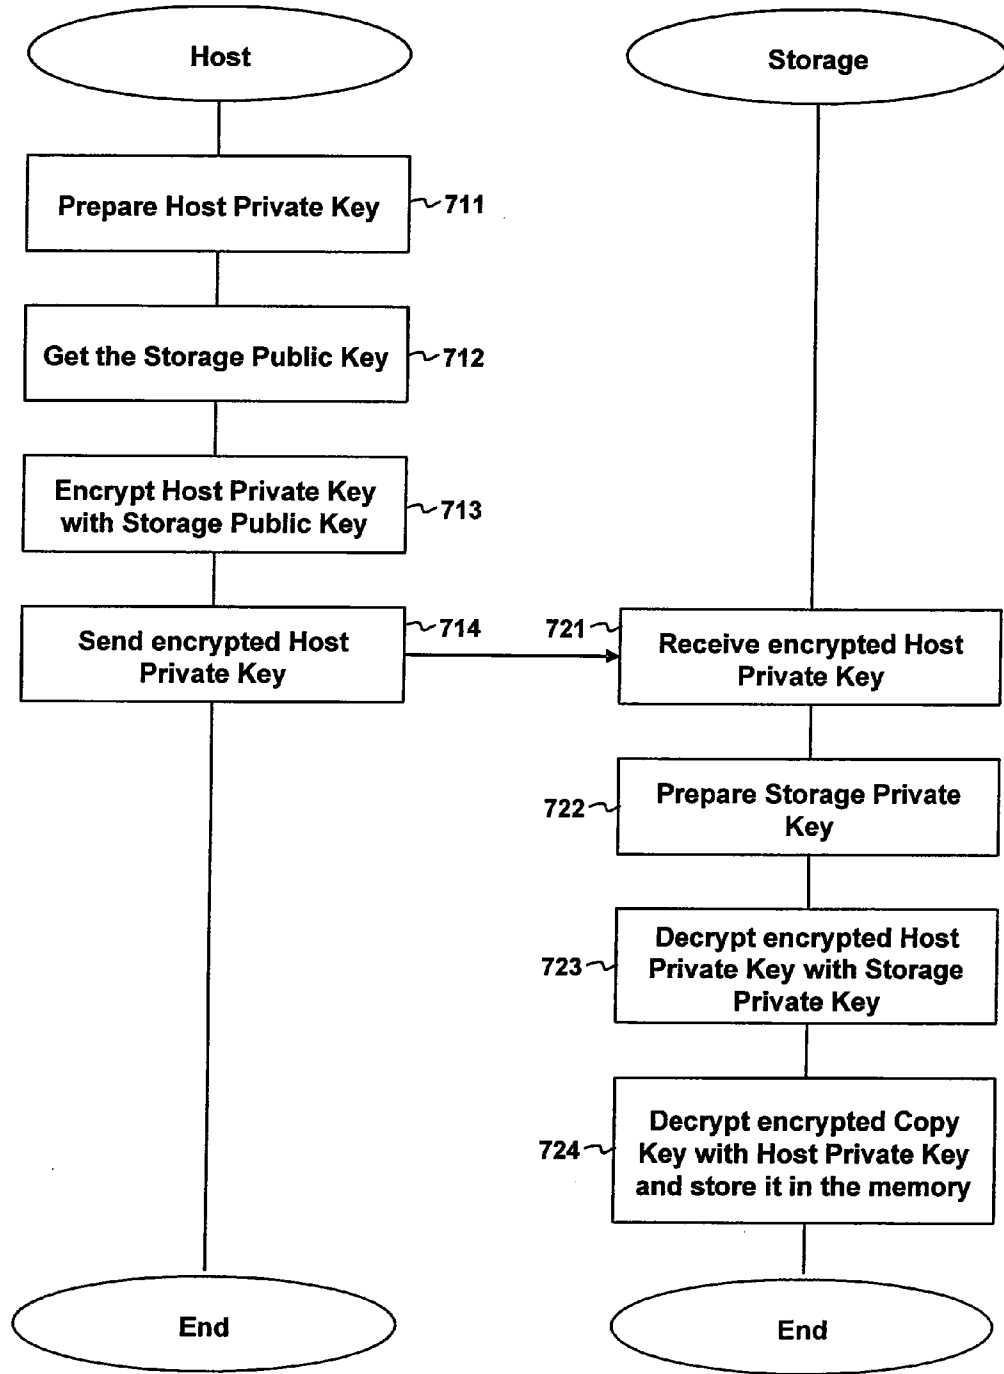 Host
Prepare Host Private Key
711
Get the Storage Public Key
712
Encrypt Host Private Key
with Storage Public Key
713
Send encrypted Host
Private Key
714
End
Storage
721
Receive encrypted Host
Private Key
722
Prepare Storage Private
Key
723
Decrypt encrypted Host
Private Key with Storage
Private Key
724
Decrypt encrypted Copy
Key with Host Private Key
and store it in the memory
End